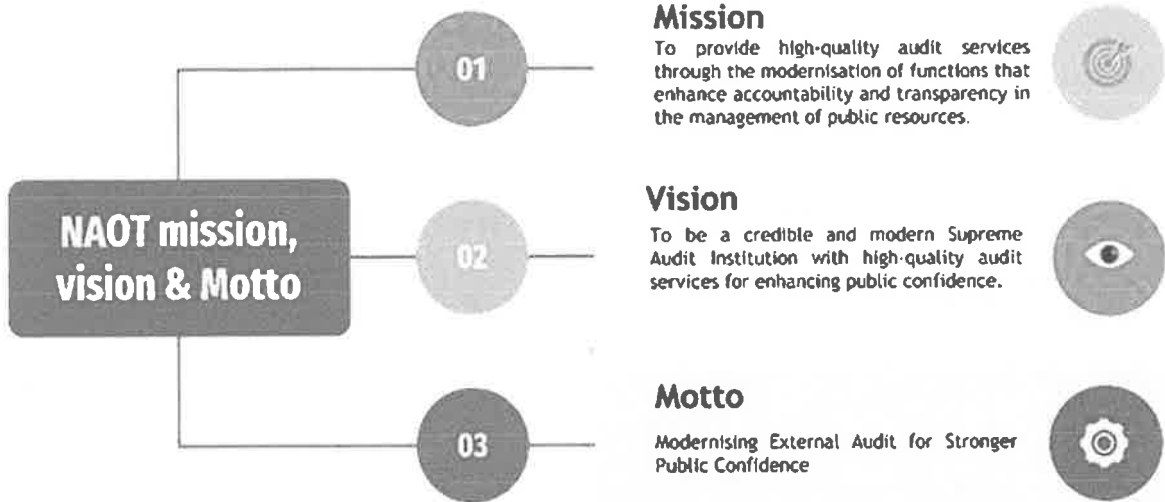 NAOT mission,
vision & Motto
01
Mission
To provide high-quality audit services
through the modernisation of functions that
enhance accountability and transparency in
the management of public resources.
02
Vision
To be a credible and modern Supreme
Audit Institution with high-quality audit
services for enhancing public confidence.
03
Motto
Modernising External Audit for Stronger
Public Confidence